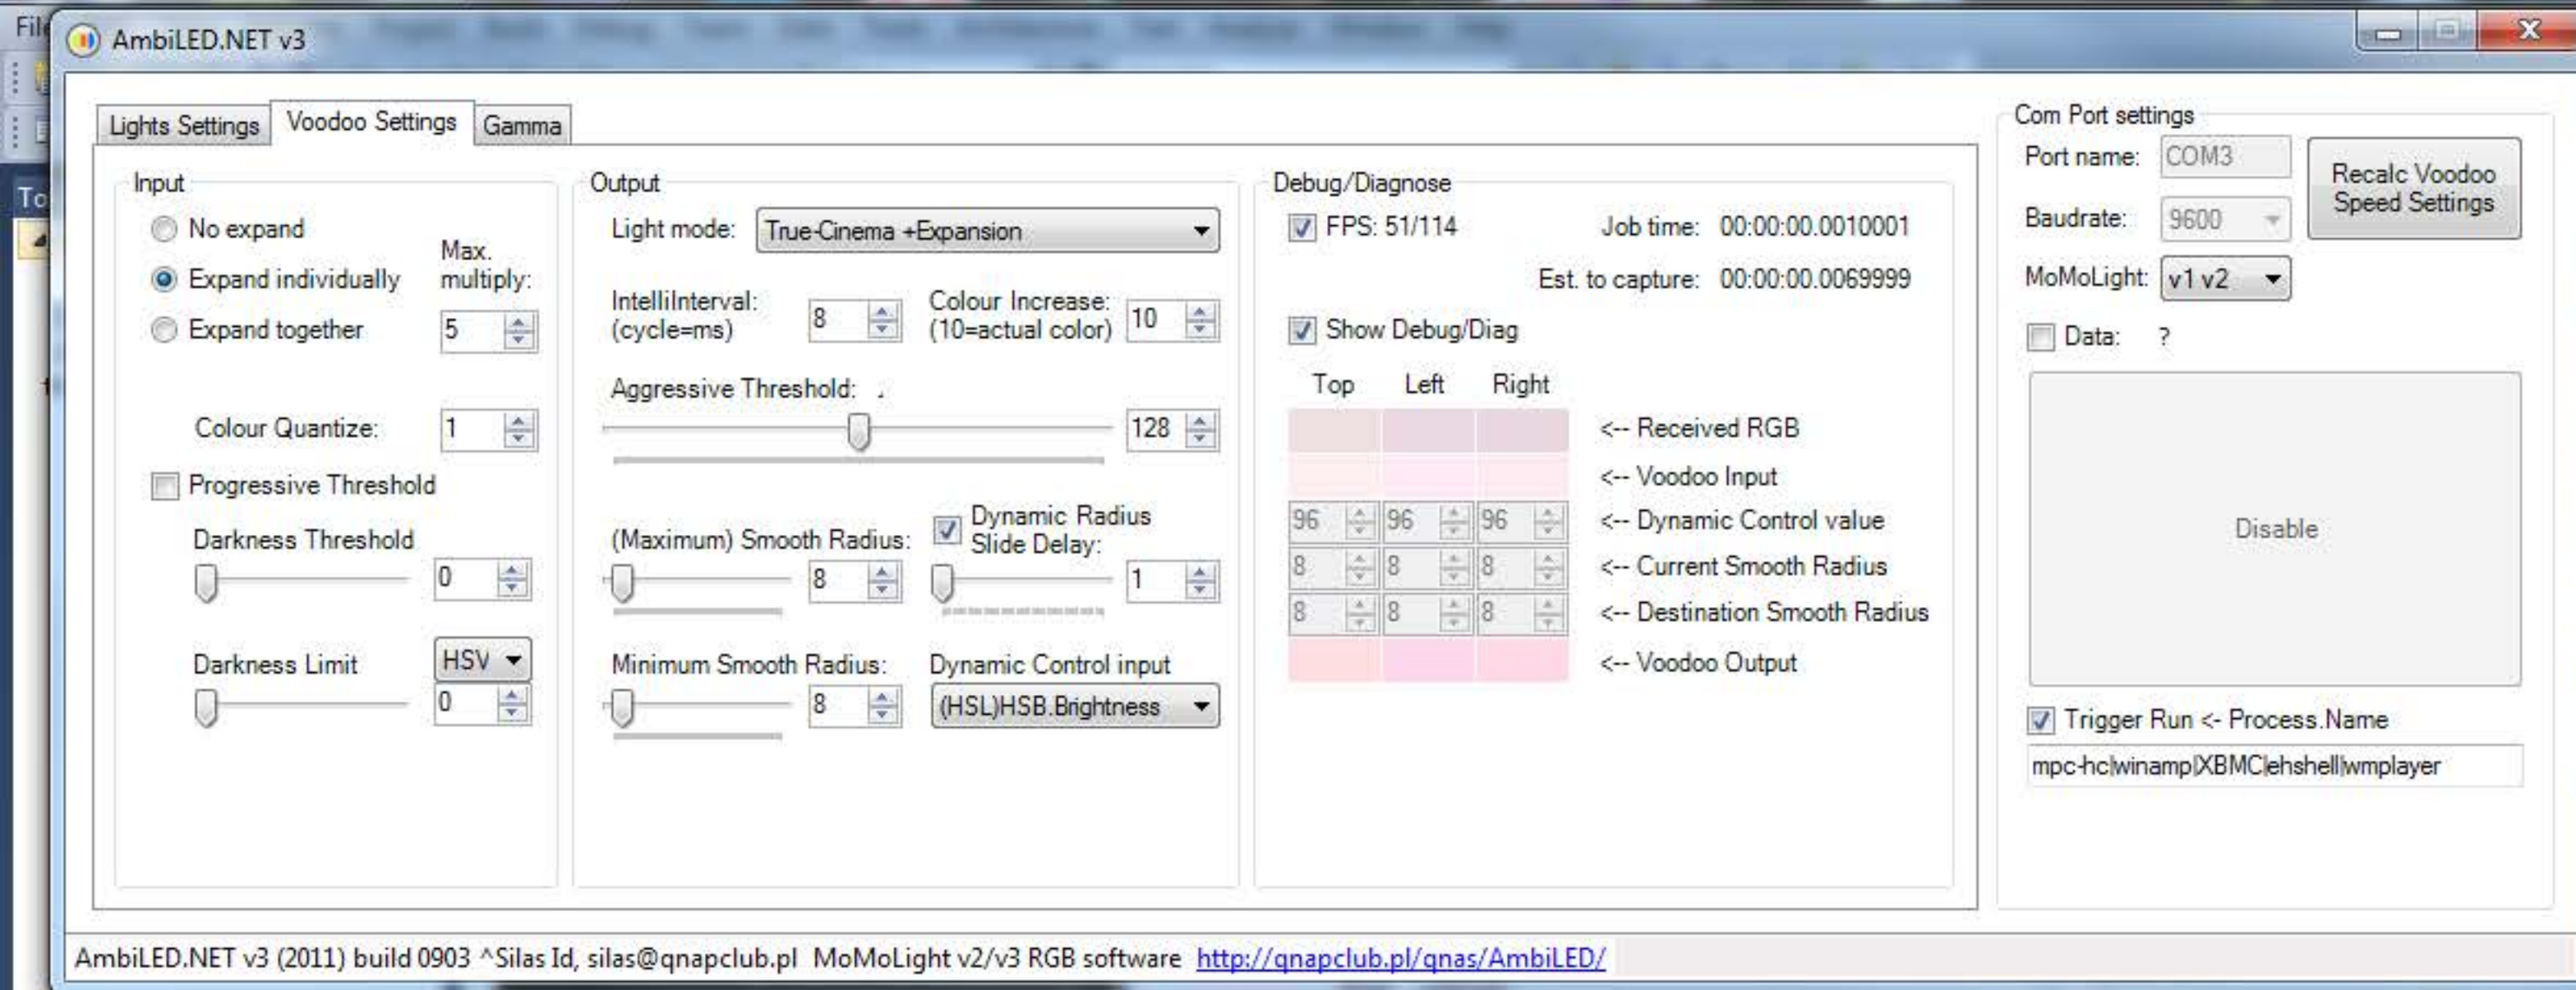 File
AmbiLED.NET v3
Lights Settings
Voodoo Settings
Gamma
To
Input
No expand
Expand individually
Expand together
Max.
multiply:
5
Colour Quantize:
1
Progressive Threshold
Darkness Threshold
0
Darkness Limit
HSV
0
Output
Light mode:
True-Cinema +Expansion
IntelliInterval:
(cycle=ms)
8
Colour Increase:
(10=actual color)
10
Aggressive Threshold: .
128
(Maximum) Smooth Radius:
8
Dynamic Radius
Slide Delay:
1
Minimum Smooth Radius:
8
Dynamic Control input
(HSL)HSB.Brightness
Debug/Diagnose
FPS: 51/114
Job time: 00:00:00.0010001
Est. to capture: 00:00:00.0069999
Show Debug/Diag
Top Left Right
<-- Received RGB
<-- Voodoo Input
96 96 96 <-- Dynamic Control value
8 8 8 <-- Current Smooth Radius
8 8 8 <-- Destination Smooth Radius
<-- Voodoo Output
Com Port settings
Port name:
COM3
Baudrate:
9600
Recalc Voodoo
Speed Settings
MoMoLight:
v1 v2
Data: ?
Disable
Trigger Run <- Process.Name
mpc-hc|winamp|XBMC|ehshell|wmplayer
AmbiLED.NET v3 (2011) build 0903 ^Silas Id, silas@qnapclub.pl MoMoLight v2/v3 RGB software http://qnapclub.pl/qnas/AmbiLED/